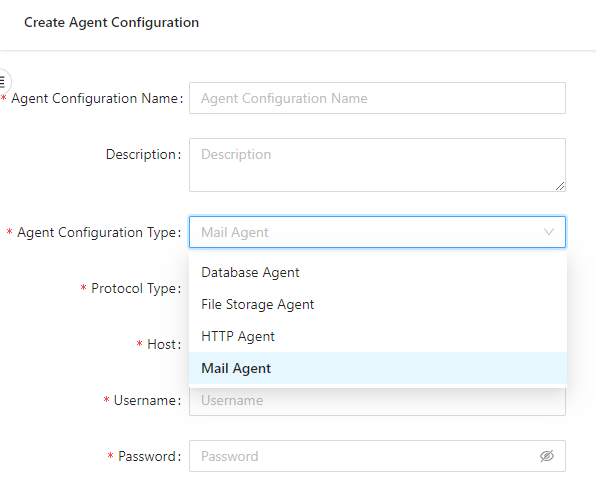 Create Agent Configuration
* Agent Configuration Name: Agent Configuration Name
Description: Description
* Agent Configuration Type: Mail Agent
Database Agent
* Protocol Type:
File Storage Agent
HTTP Agent
* Host:
Mail Agent
* Username: Username
* Password: Password